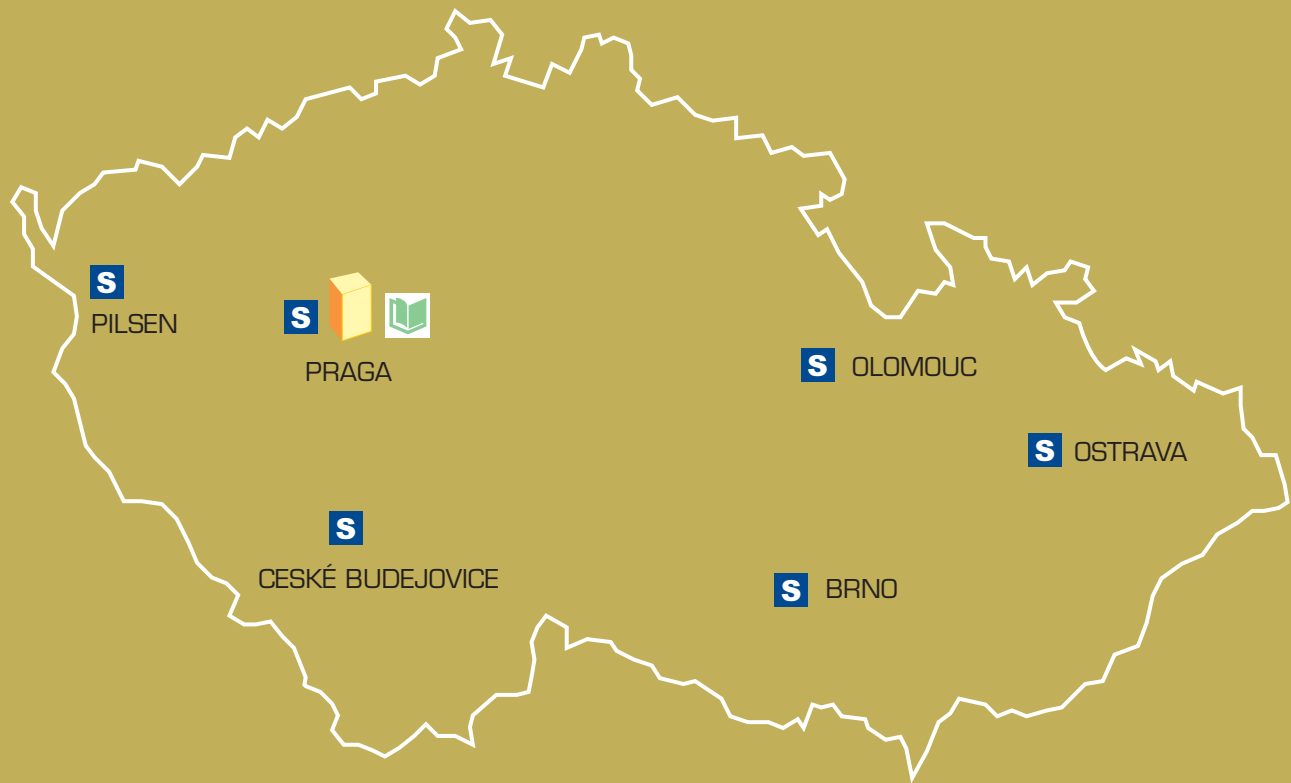 S
PILSEN
S
PRAGA
S OLOMOUC
S OSTRAVA
S
CESKÉ BUDEJOVICE
S BRNO